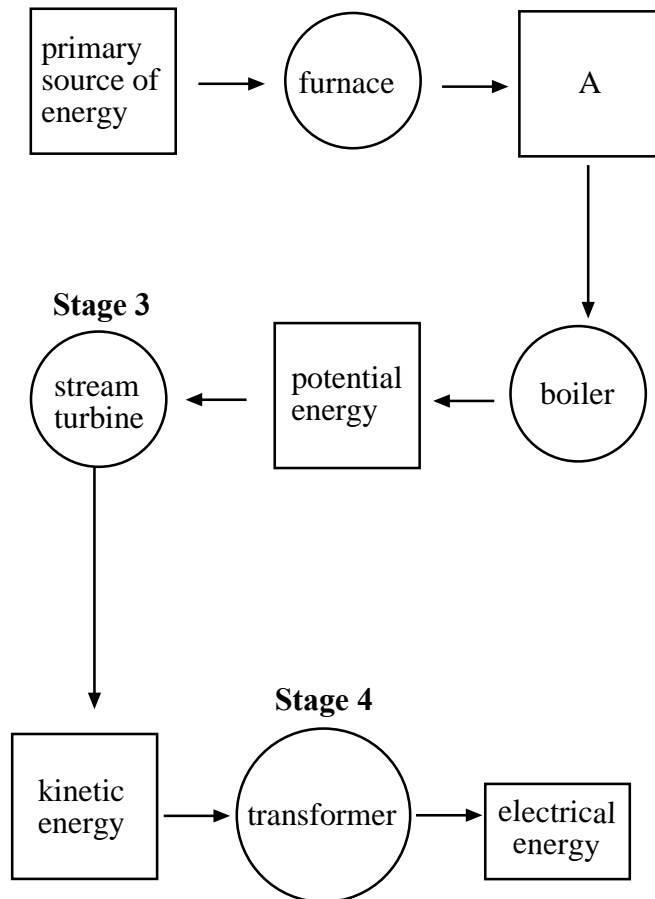 primary
source of
energy
furnace
A
Stage 3
stream
turbine
potential
energy
boiler
Stage 4
kinetic
energy
transformer
electrical
energy